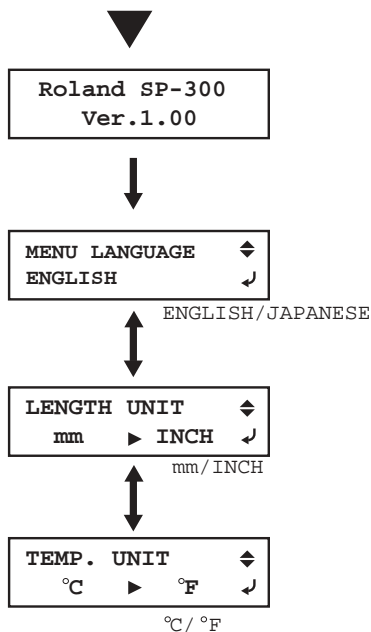 Roland SP-300
Ver.1.00
MENU LANGUAGE
ENGLISH
ENGLISH/JAPANESE
LENGTH UNIT
mm ► INCH
mm/INCH
TEMP. UNIT
°C ► °F
°C/°F